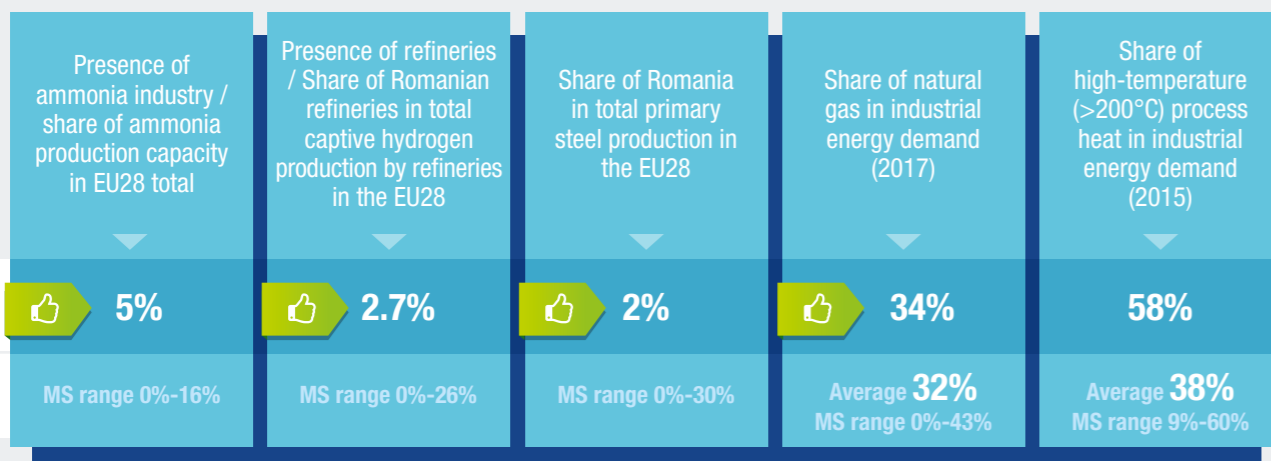 Presence of
ammonia industry /
share of ammonia
production capacity
in EU28 total
5%
MS range 0%-16%
Presence of refineries
/ Share of Romanian
refineries in total
captive hydrogen
production by refineries
in the EU28
2.7%
MS range 0%-26%
Share of Romania
in total primary
steel production in
the EU28
2%
MS range 0%-30%
Share of natural
gas in industrial
energy demand
(2017)
34%
Average 32%
MS range 0%-43%
Share of
high-temperature
(>200°C) process
heat in industrial
energy demand
(2015)
58%
Average 38%
MS range 9%-60%